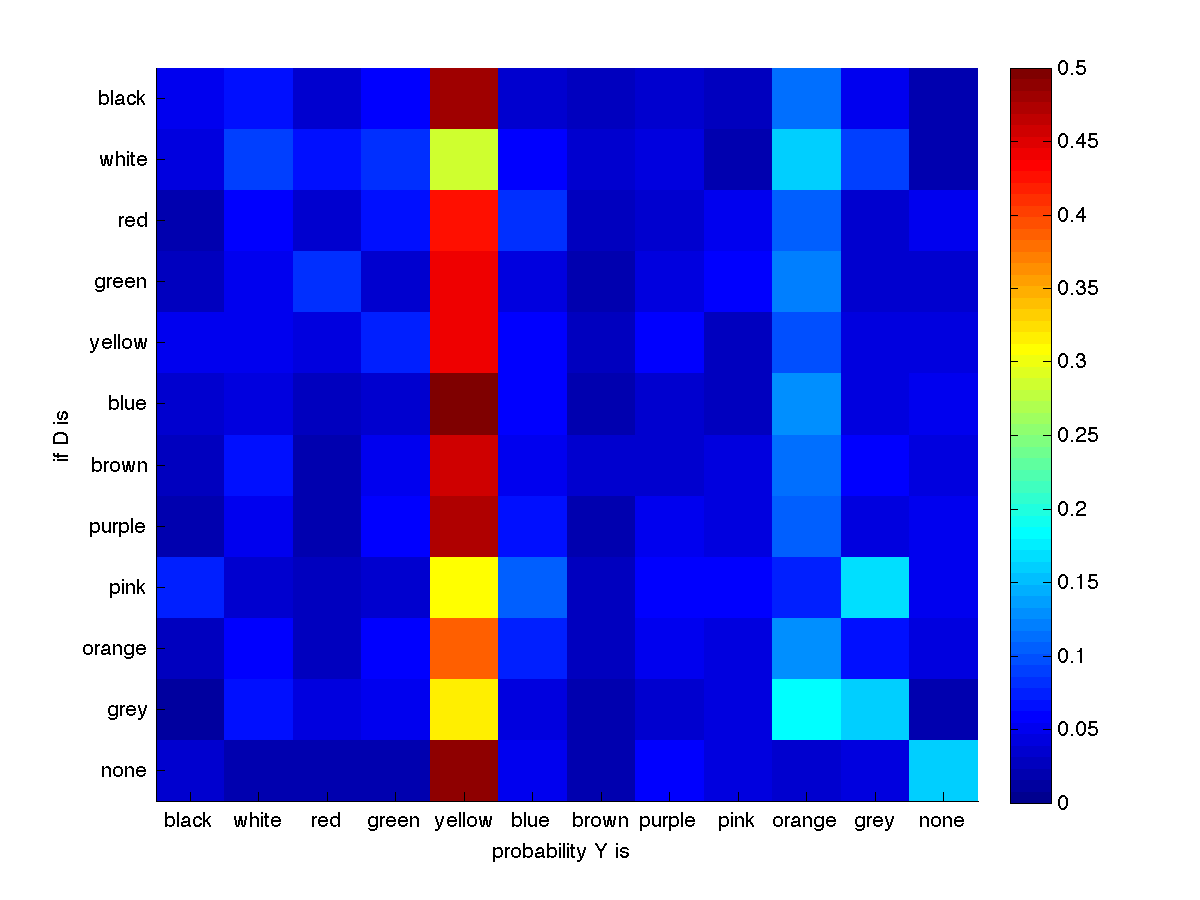 if D is
black
white
red
green
yellow
blue
brown
purple
pink
orange
grey
none
black white red green yellow blue brown purple pink orange grey none
probability Y is
0.5
0.45
0.4
0.35
0.3
0.25
0.2
0.15
0.1
0.05
0